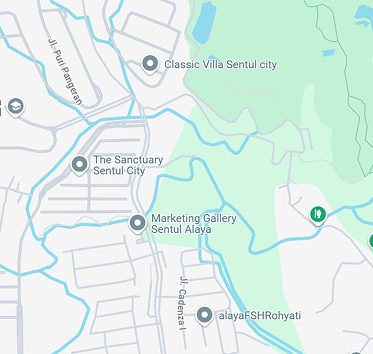 Jl. Puri Pangeran
Classic Villa Sentul city
The Sanctuary
Sentul City
Marketing Gallery
Sentul Alaya
Jl. Cadenza I
alayaFSHRohyati